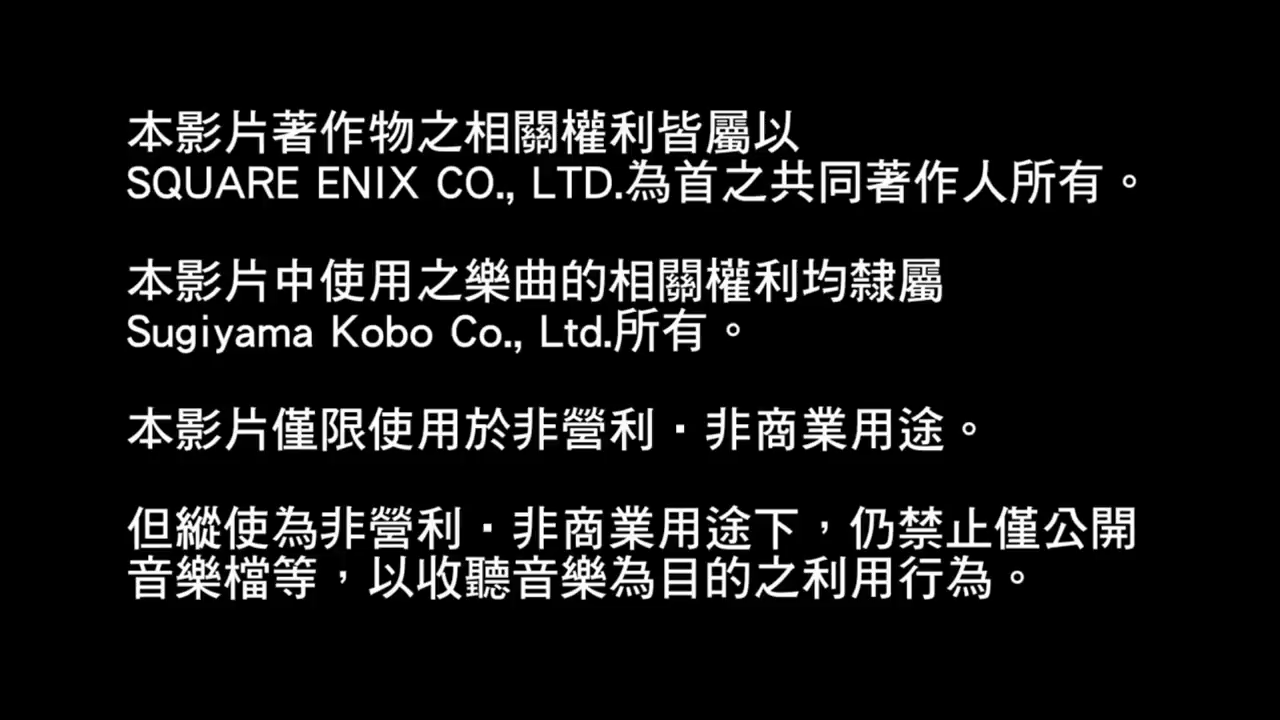 本影片著作物之相關權利皆屬以
SQUARE ENIX CO., LTD.為首之共同著作人所有。
本影片中使用之樂曲的相關權利均隸屬
Sugiyama Kobo Co., Ltd.所有。
本影片僅限使用於非營利・非商業用途。
但縱使為非營利・非商業用途下，仍禁止僅公開
音樂檔等，以收聽音樂為目的之利用行為。